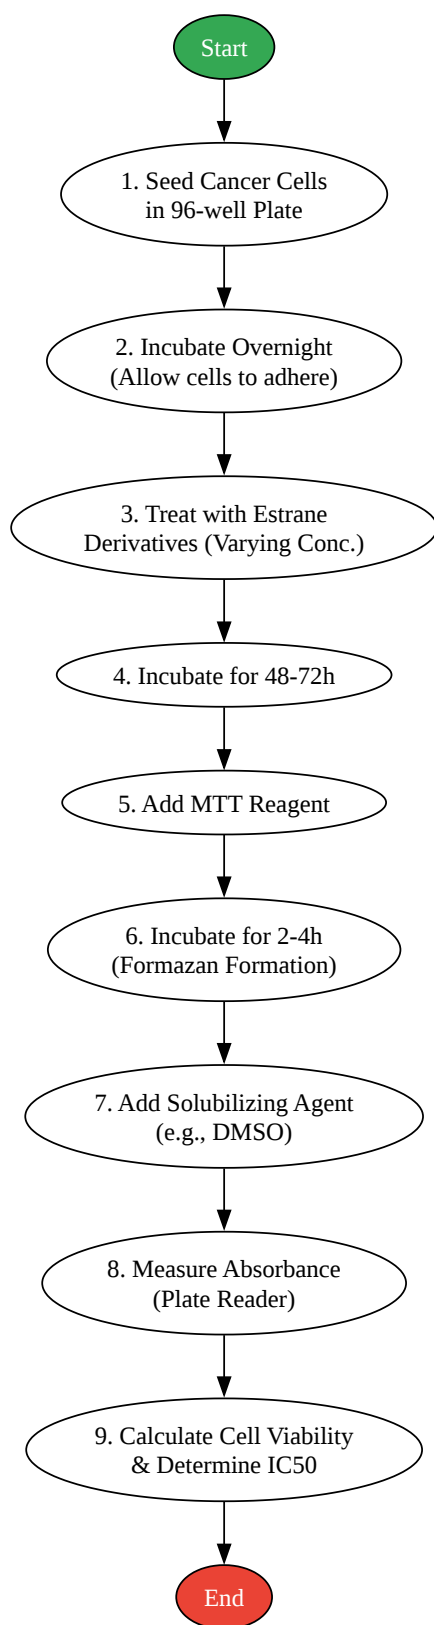 Start
1. Seed Cancer Cells
in 96-well Plate
2. Incubate Overnight
(Allow cells to adhere)
3. Treat with Estrane
Derivatives (Varying Conc.)
4. Incubate for 48-72h
5. Add MTT Reagent
6. Incubate for 2-4h
(Formazan Formation)
7. Add Solubilizing Agent
(e.g., DMSO)
8. Measure Absorbance
(Plate Reader)
9. Calculate Cell Viability
& Determine IC50
End